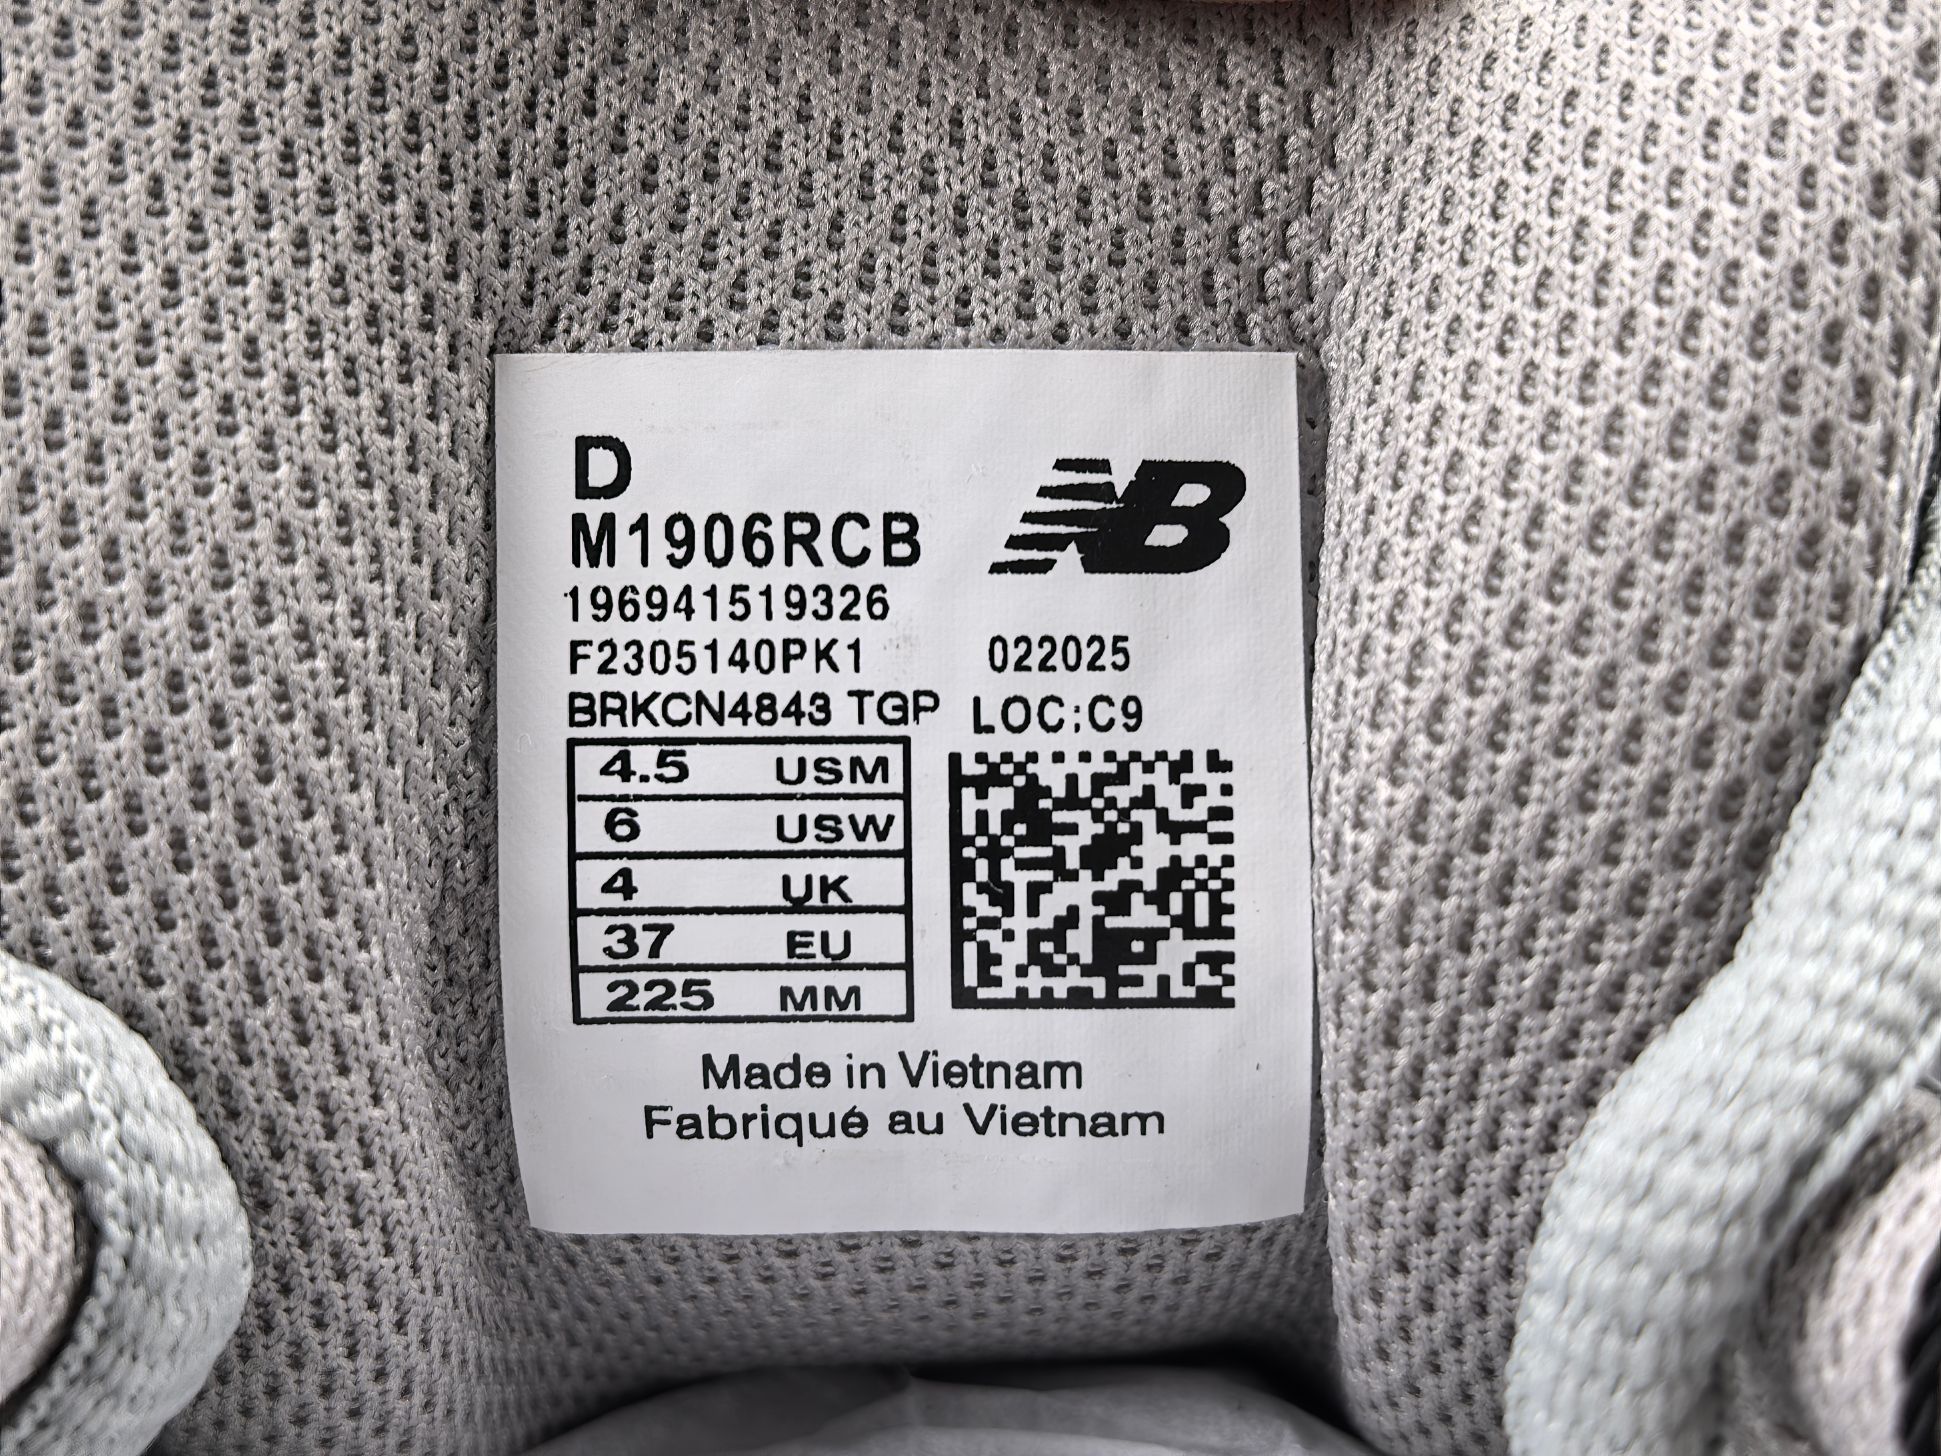 D
NB
M1906RCB
196941519326
F2305140PK1 022025
BRKCN4843 TGP LOC:C9
4.5 USM
6 USW
4 UK
37 EU
225 MM
Made in Vietnam
Fabriqué au Vietnam